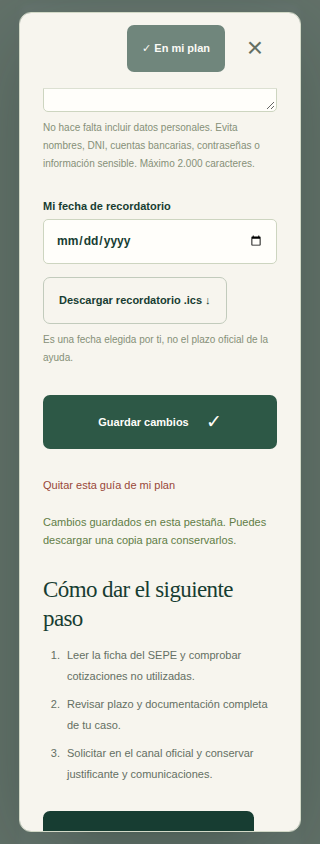 ✓ En mi plan ✕
No hace falta incluir datos personales. Evita
nombres, DNI, cuentas bancarias, contraseñas o
información sensible. Máximo 2.000 caracteres.
Mi fecha de recordatorio
mm/dd/yyyy
Descargar recordatorio .ics ↓
Es una fecha elegida por ti, no el plazo oficial de la
ayuda.
Guardar cambios ✓
Quitar esta guía de mi plan
Cambios guardados en esta pestaña. Puedes
descargar una copia para conservarlos.
Cómo dar el siguiente
paso
1. Leer la ficha del SEPE y comprobar
cotizaciones no utilizadas.
2. Revisar plazo y documentación completa
de tu caso.
3. Solicitar en el canal oficial y conservar
justificante y comunicaciones.